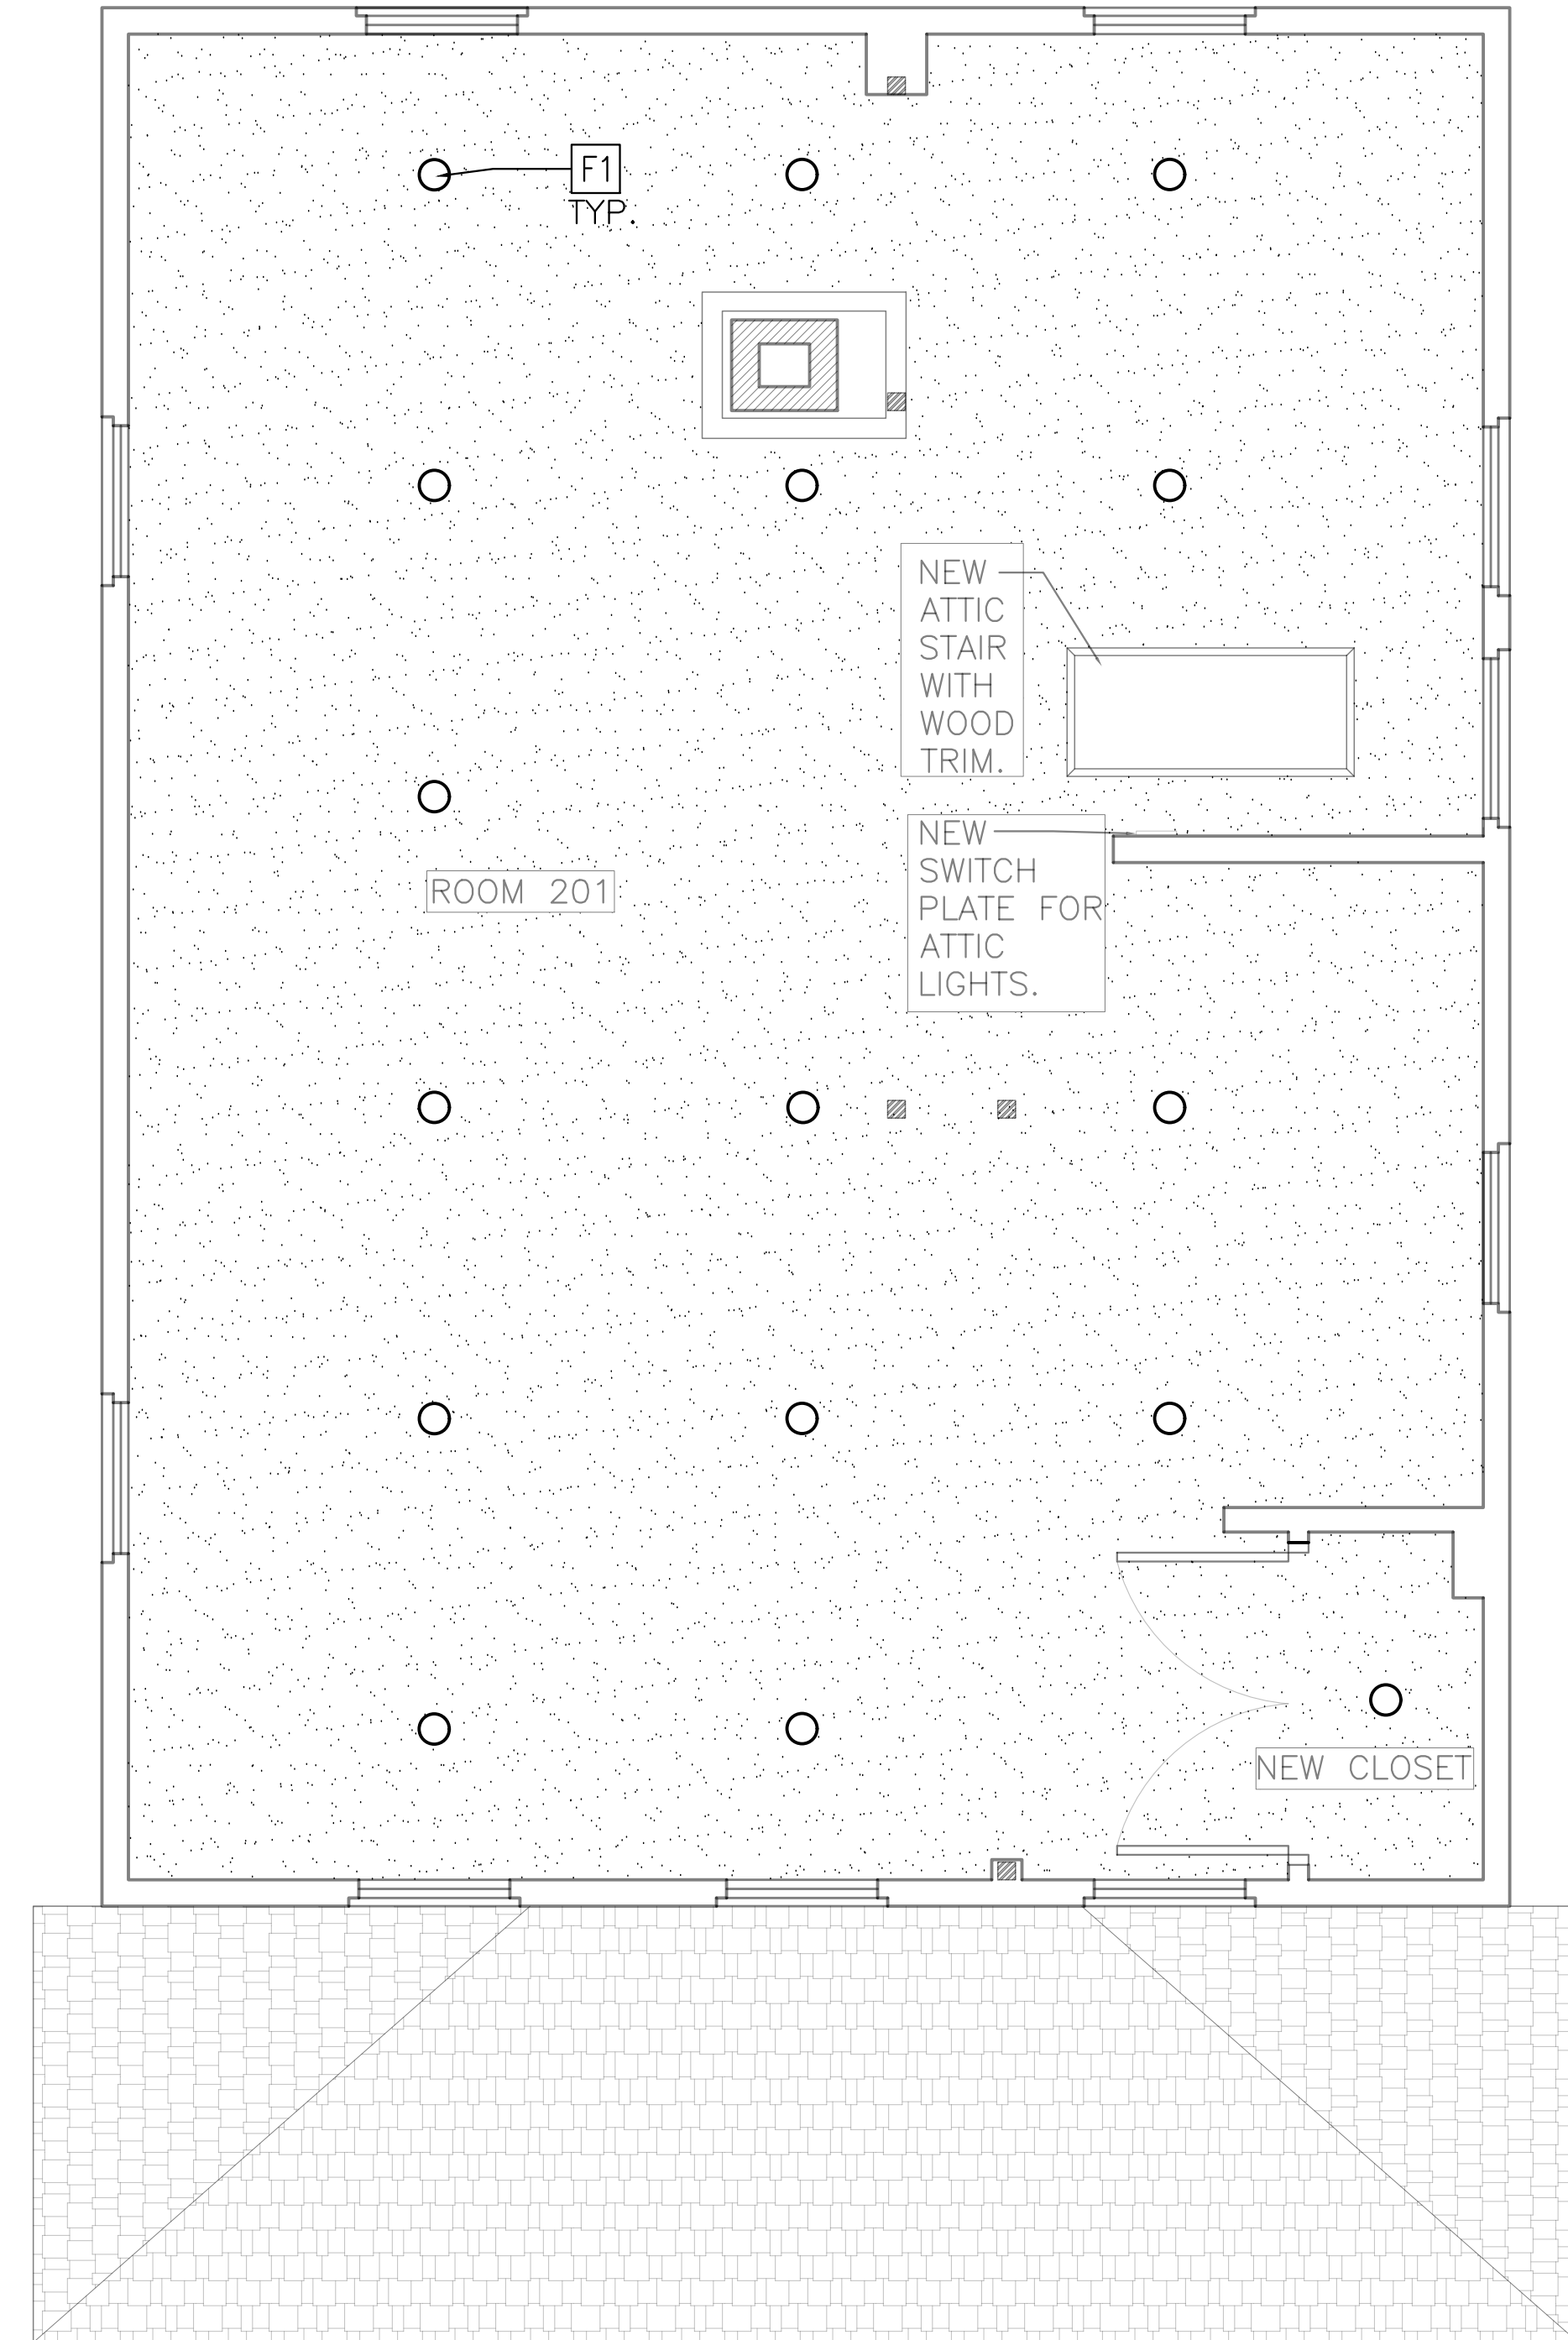 F1
TYP.
NEW
ATTIC
STAIR
WITH
WOOD
TRIM.
NEW
SWITCH
PLATE FOR
ATTIC
LIGHTS.
ROOM 201
NEW CLOSET